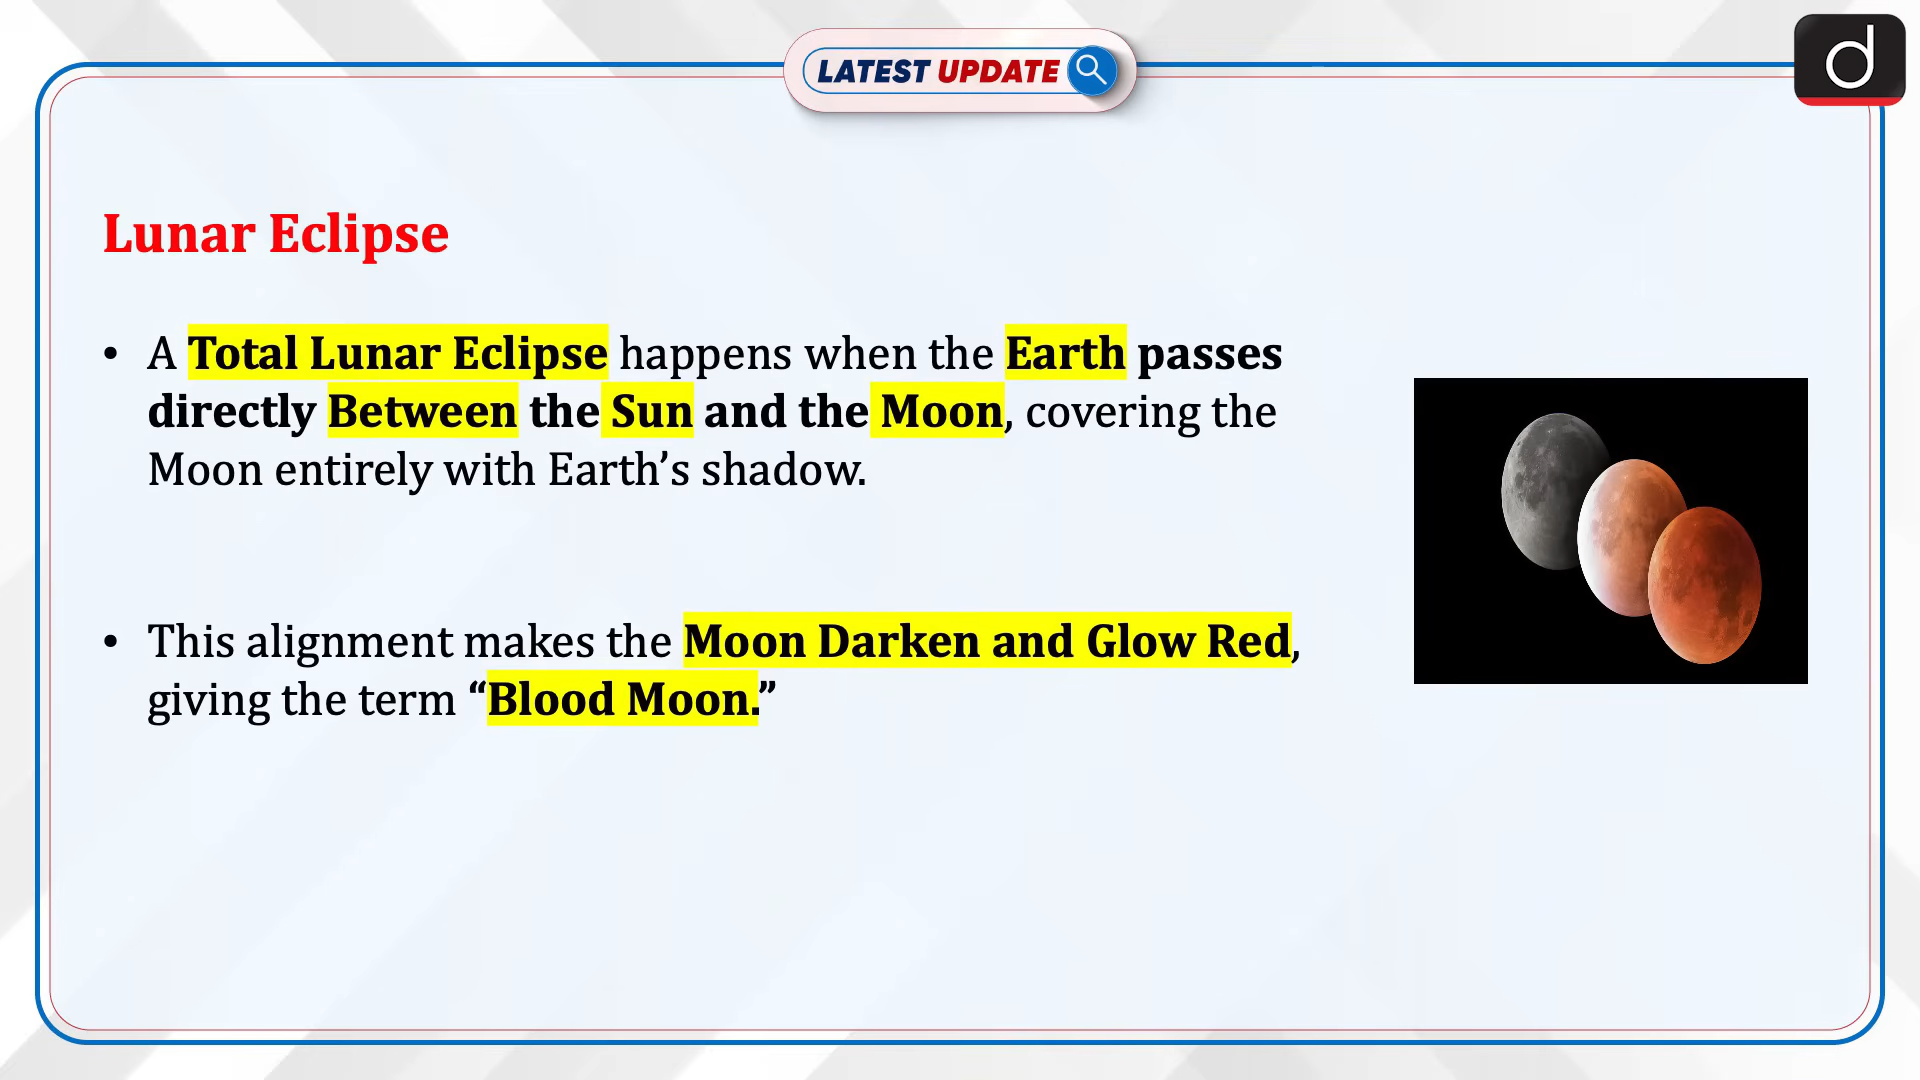 LATEST UPDATE
d
Lunar Eclipse
• A Total Lunar Eclipse happens when the Earth passes
directly Between the Sun and the Moon, covering the
Moon entirely with Earth’s shadow.
• This alignment makes the Moon Darken and Glow Red,
giving the term “Blood Moon.”